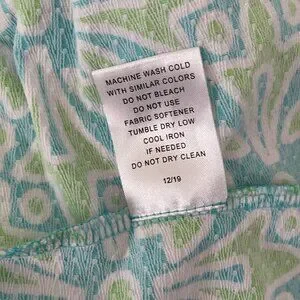 MACHINE WASH COLD
WITH SIMILAR COLORS
DO NOT BLEACH
DO NOT USE
FABRIC SOFTENER
TUMBLE DRY LOW
COOL IRON
IF NEEDED
DO NOT DRY CLEAN
12/19